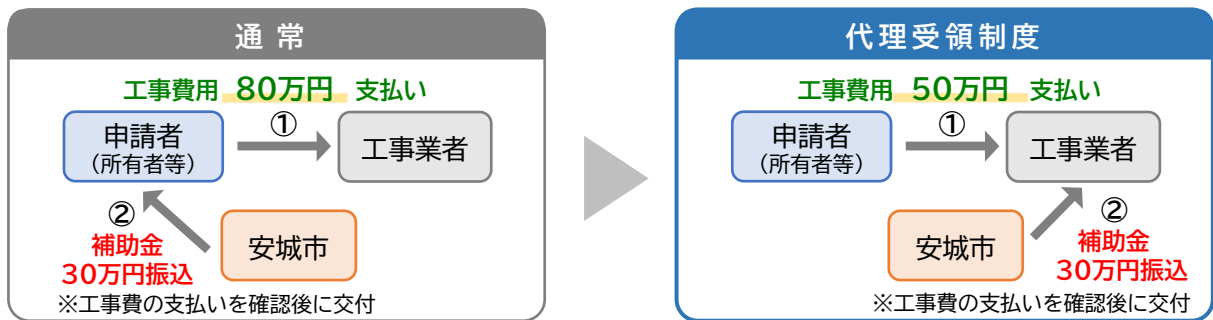 通常
工事費用 80万円 支払い
①
申請者
（所有者等）
工事業者
②
補助金
30万円振込
安城市
※工事費の支払いを確認後に交付
代理受領制度
工事費用 50万円 支払い
①
申請者
（所有者等）
工事業者
安城市
②
補助金
30万円振込
※工事費の支払いを確認後に交付